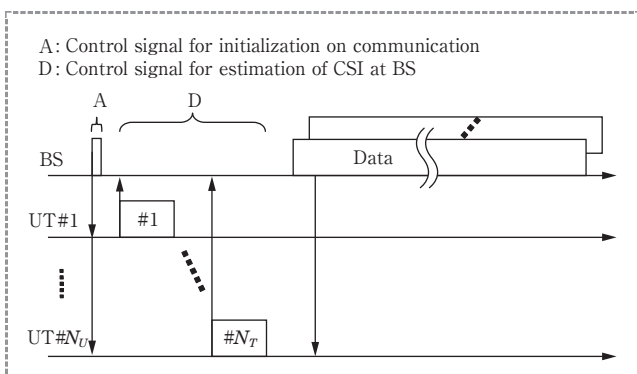 A: Control signal for initialization on communication
D: Control signal for estimation of CSI at BS
A
D
BS
Data
UT#1
#1
UT#N_U
#N_T